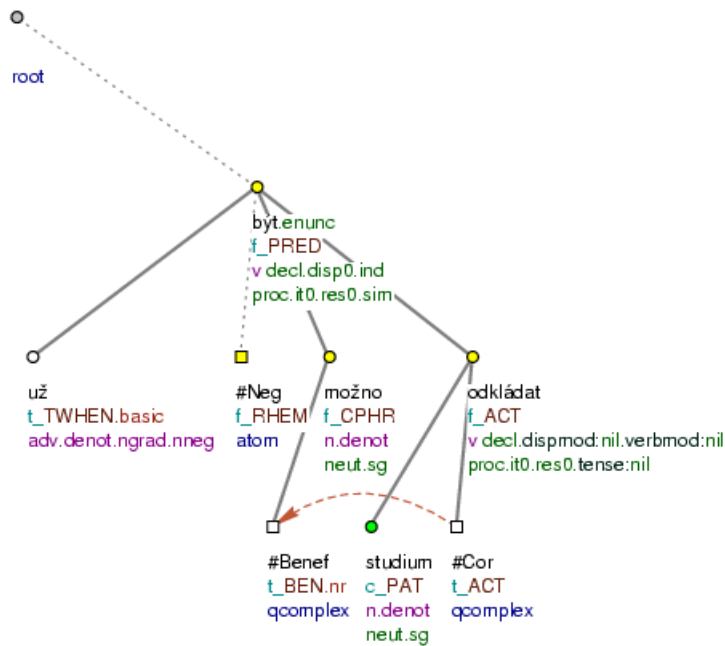 root
být.enunc
f_PRED
v decl.disp0.ind
proc.it0.res0.sim
už
t_TWHEN.basic
adv.denot.ngrad.nneg
#Neg
f_RHEM
atom
možno
f_CPHR
n.denot
neut.sg
odkládat
f_ACT
v decl.dispmod:nil.verbmod:nil
proc.it0.res0.tense:nil
#Benef
t_BEN.nr
qcomplex
studium
c_PAT
n.denot
neut.sg
#Cor
t_ACT
qcomplex